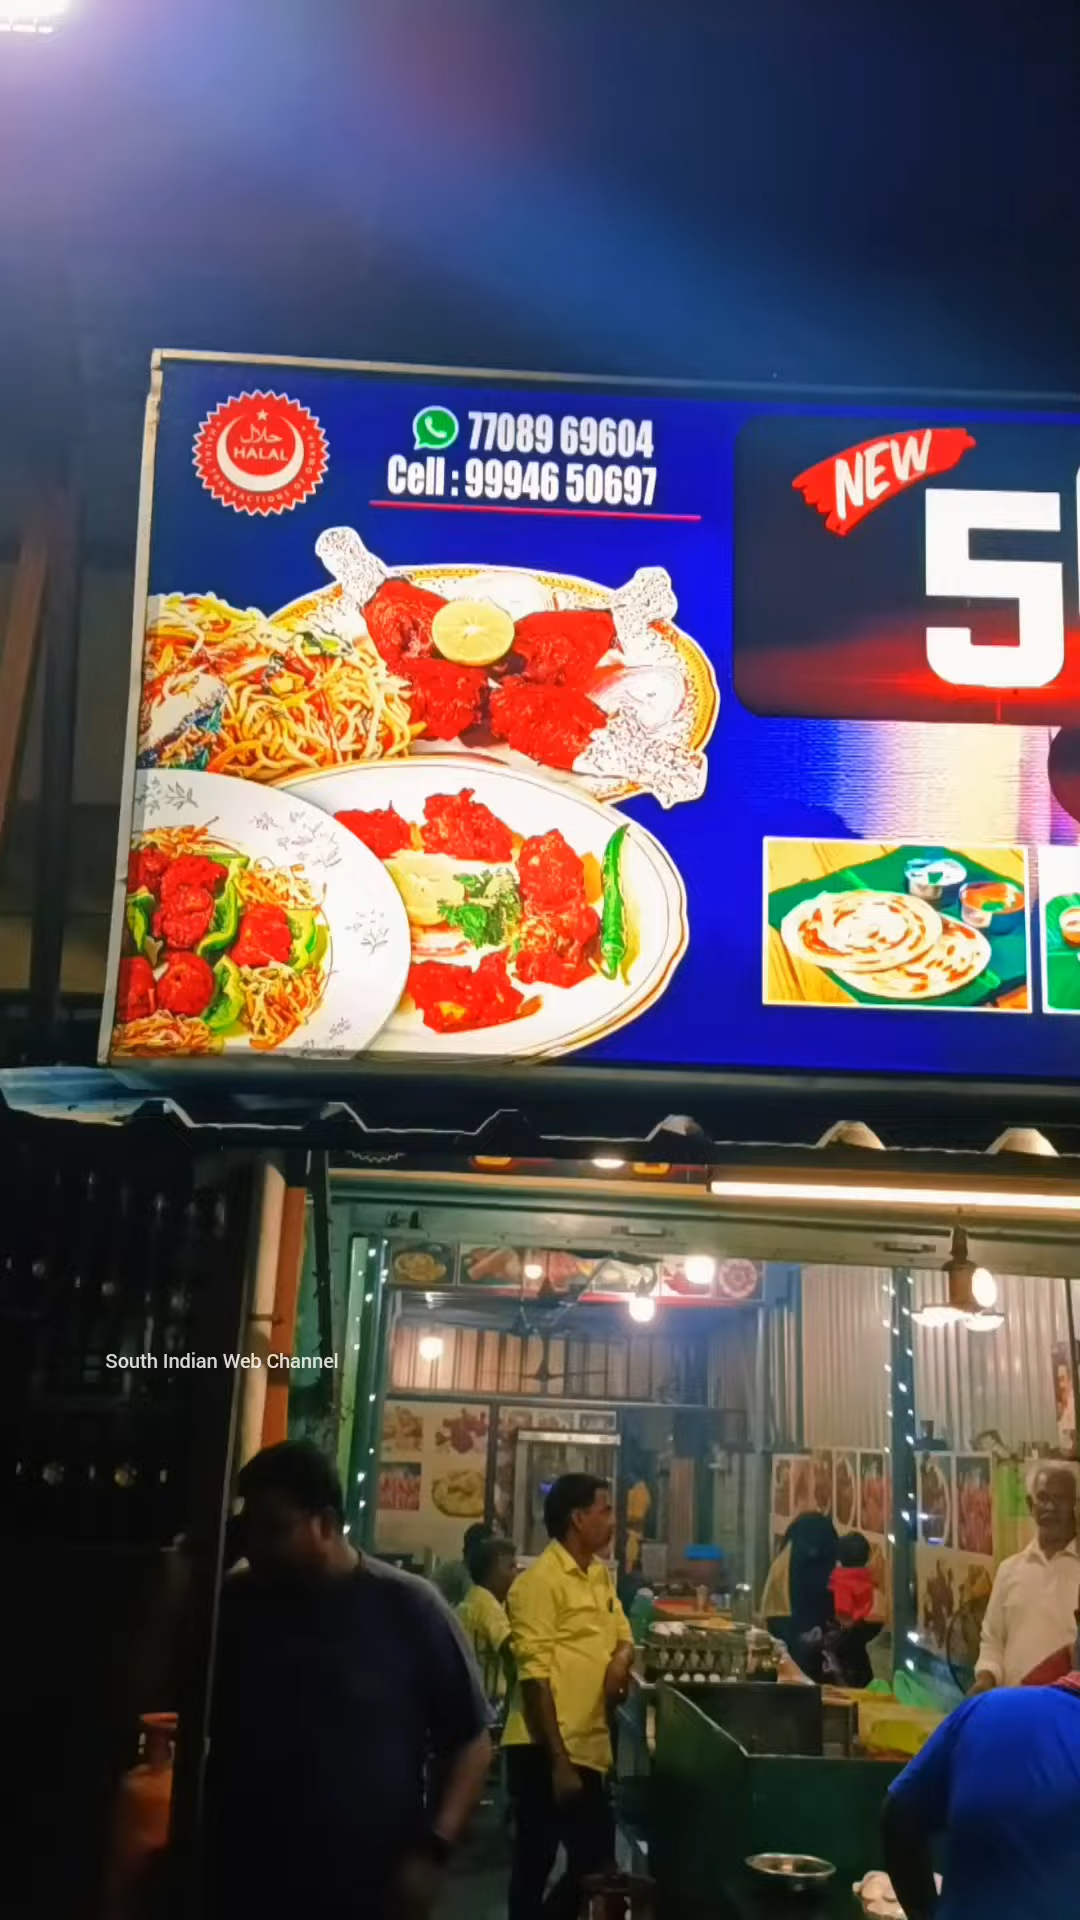 حلال
HALAL
77089 69604
Cell : 99946 50697
NEW
5
South Indian Web Channel